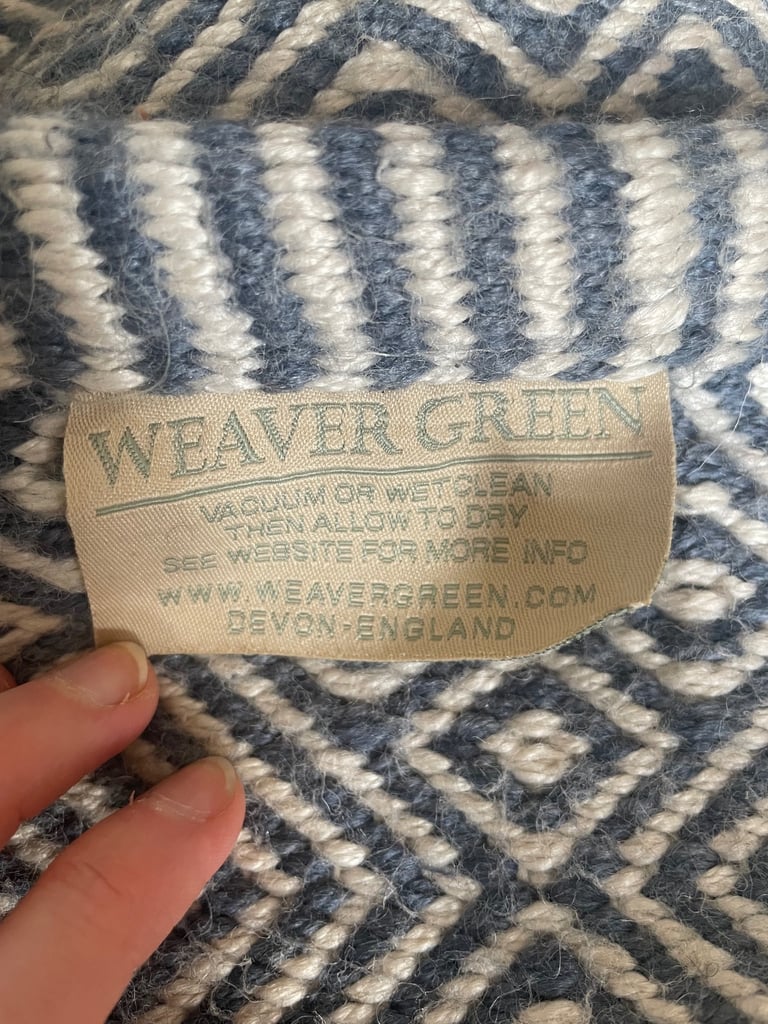 WEAVER GREEN
VACUUM OR WET CLEAN
THEN ALLOW TO DRY
SEE WEBSITE FOR MORE INFO
WWW.WEAVERGREEN.COM
DEVON-ENGLAND